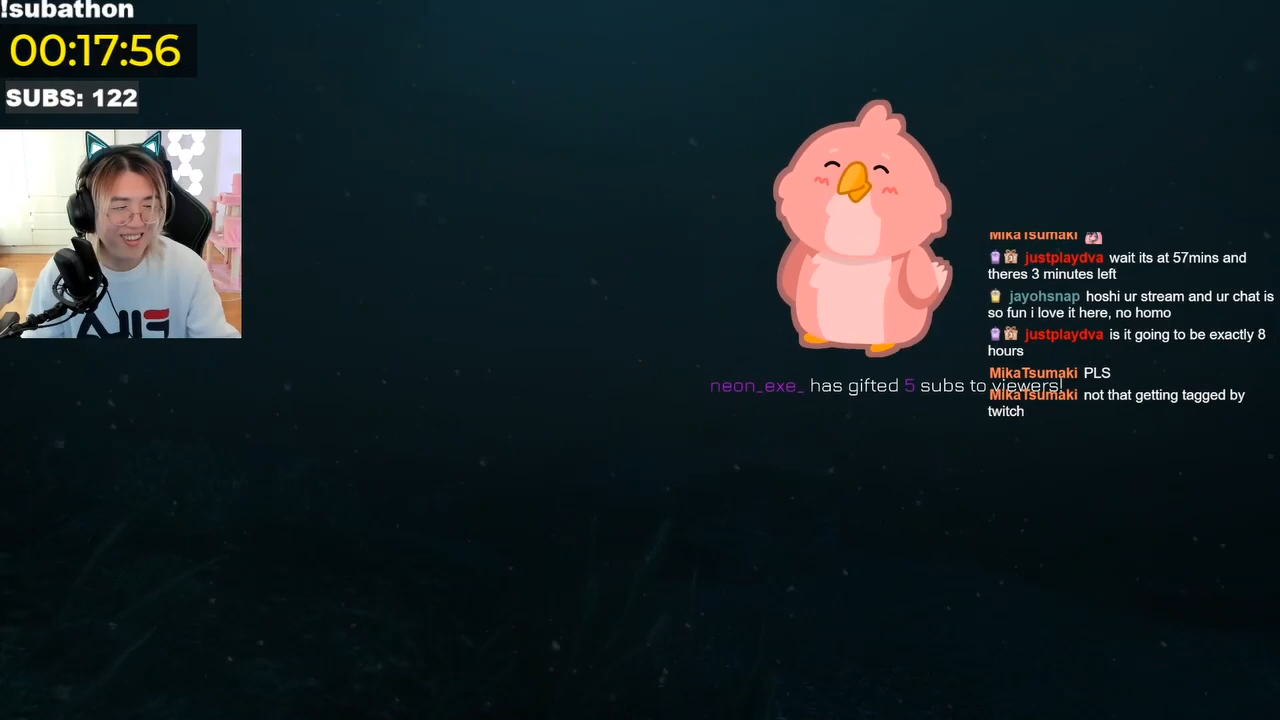 !subathon
00:17:56
SUBS: 122
FILA
neon_exe_ has gifted 5 subs to viewers!
MikaTsumaki
justplaydva wait its at 57mins and
theres 3 minutes left
jayohsnap hoshi ur stream and ur chat is
so fun i love it here, no homo
justplaydva is it going to be exactly 8
hours
MikaTsumaki PLS
MikaTsumaki not that getting tagged by
twitch